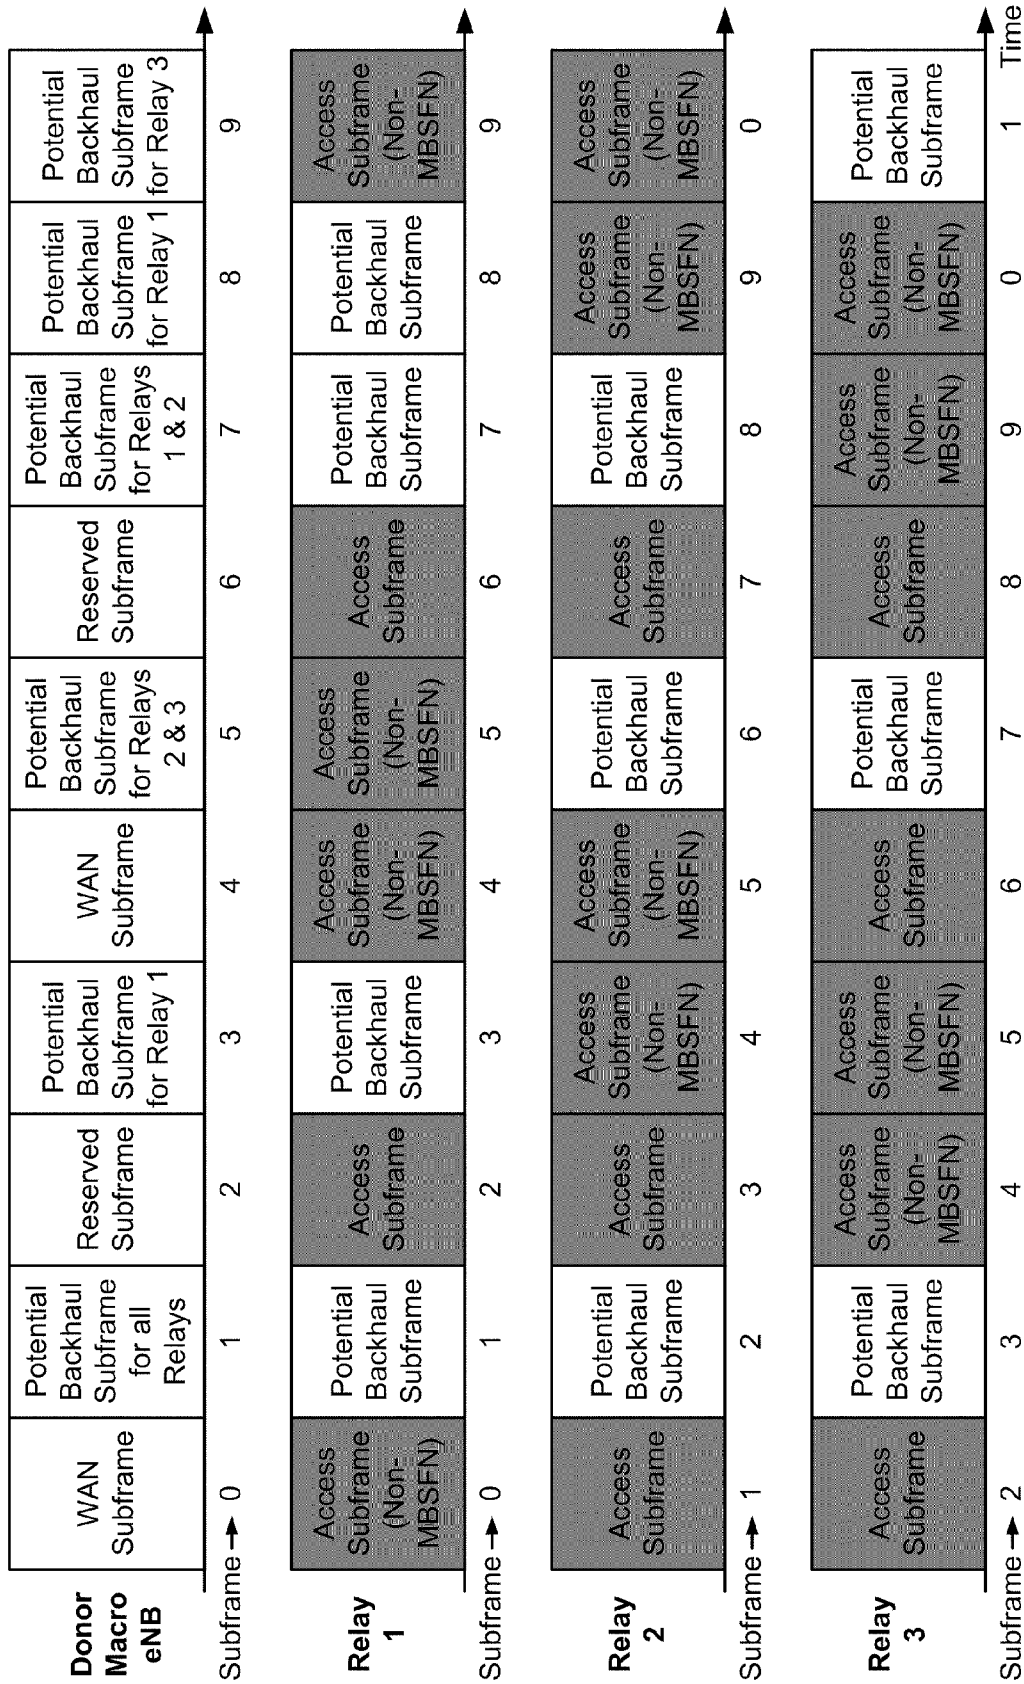 Donor
Macro
eNB
WAN
Subframe
Potential
Backhaul
Subframe
for all
Relays
Reserved
Subframe
Potential
Backhaul
Subframe
for Relay 1
WAN
Subframe
Potential
Backhaul
Subframe
for Relays
2 & 3
Reserved
Subframe
Potential
Backhaul
Subframe
for Relays
1 & 2
Potential
Backhaul
Subframe
for Relay 1
Potential
Backhaul
Subframe
for Relay 3
Subframe 0 1 2 3 4 5 6 7 8 9
Relay
1
Access
Subframe
(Non-
MBSFN)
Potential
Backhaul
Subframe
Access
Subframe
Potential
Backhaul
Subframe
Access
Subframe
(Non-
MBSFN)
Access
Subframe
(Non-
MBSFN)
Access
Subframe
Potential
Backhaul
Subframe
Potential
Backhaul
Subframe
Access
Subframe
(Non-
MBSFN)
Subframe 0 1 2 3 4 5 6 7 8 9
Relay
2
Access
Subframe
Potential
Backhaul
Subframe
Access
Subframe
Access
Subframe
(Non-
MBSFN)
Access
Subframe
(Non-
MBSFN)
Potential
Backhaul
Subframe
Access
Subframe
Potential
Backhaul
Subframe
Access
Subframe
(Non-
MBSFN)
Access
Subframe
(Non-
MBSFN)
Subframe 1 2 3 4 5 6 7 8 9 0
Relay
3
Access
Subframe
Potential
Backhaul
Subframe
Access
Subframe
(Non-
MBSFN)
Access
Subframe
(Non-
MBSFN)
Access
Subframe
Potential
Backhaul
Subframe
Access
Subframe
Access
Subframe
(Non-
MBSFN)
Access
Subframe
(Non-
MBSFN)
Potential
Backhaul
Subframe
Subframe 2 3 4 5 6 7 8 9 0 1 Time